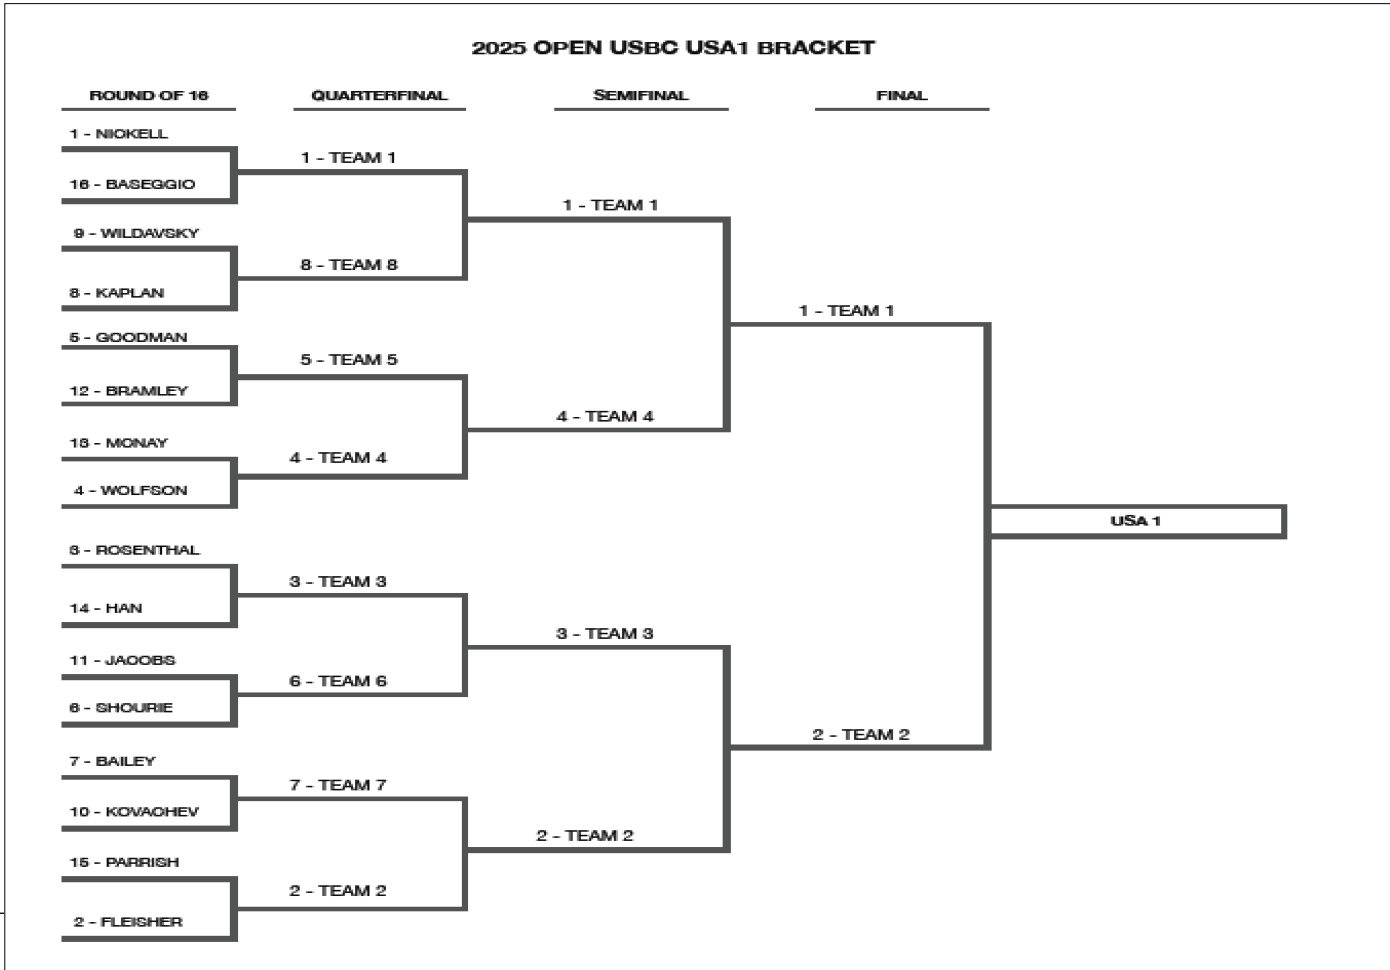 2025 OPEN USBC USA1 BRACKET
ROUND OF 16
QUARTERFINAL
SEMIFINAL
FINAL
1 - NICKELL
16 - BASEGGIO
9 - WILDAVSKY
8 - KAPLAN
5 - GOODMAN
12 - BRAMLEY
13 - MONAY
4 - WOLFSON
3 - ROSENTHAL
14 - HAN
11 - JACOBS
6 - SHOURIE
7 - BAILEY
10 - KOVACHEV
15 - PARRISH
2 - FLEISHER
1 - TEAM 1
8 - TEAM 8
5 - TEAM 5
4 - TEAM 4
3 - TEAM 3
6 - TEAM 6
7 - TEAM 7
2 - TEAM 2
1 - TEAM 1
4 - TEAM 4
3 - TEAM 3
2 - TEAM 2
1 - TEAM 1
2 - TEAM 2
USA 1